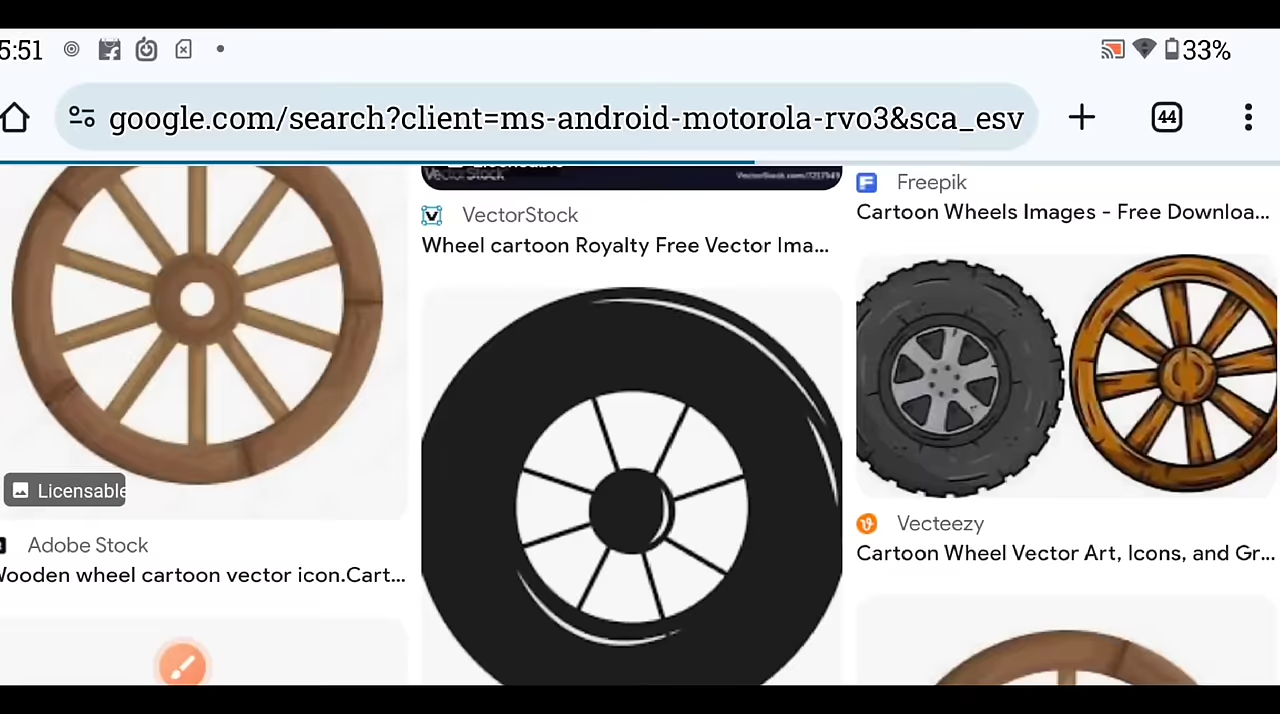 5:51
33%
google.com/search?client=ms-android-motorola-rvo3&sca_esv
44
VectorStock
VectorStock
Wheel cartoon Royalty Free Vector Ima...
Freepik
Cartoon Wheels Images - Free Downloa...
Licensable
Adobe Stock
Wooden wheel cartoon vector icon.Cart...
Vecteezy
Cartoon Wheel Vector Art, Icons, and Gr...